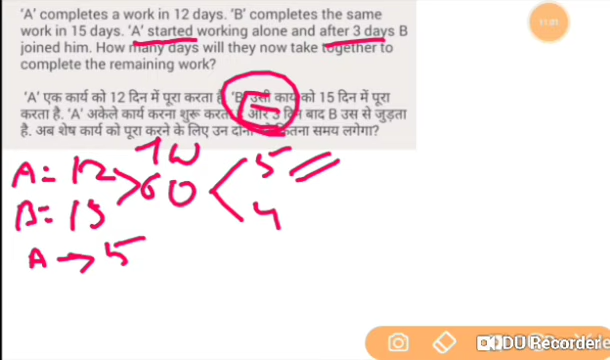 'A' completes a work in 12 days. 'B' completes the same
work in 15 days. 'A' started working alone and after 3 days B
joined him. How many days will they now take together to
complete the remaining work?
'A' एक कार्य को 12 दिन में पूरा करता है 'B' उसी कार्य को 15 दिन में पूरा
करता है. 'A' अकेले कार्य करना शुरू करता और 3 दिन बाद B उस से जुड़ता
है. अब शेष कार्य को पूरा करने के लिए उन दोनों को कितना समय लगेगा?
TW
A = 12 > 60 < 5
B = 15 4
A → 5
DU Recorder